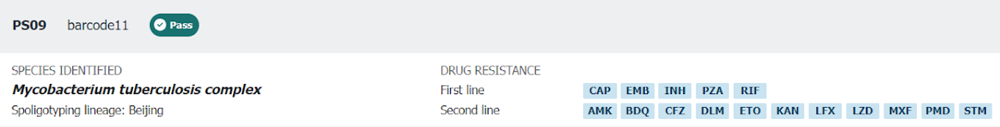 PS09 barcode11 Pass
SPECIES IDENTIFIED
Mycobacterium tuberculosis complex
Spoligotyping lineage: Beijing
DRUG RESISTANCE
First line CAP EMB INH PZA RIF
Second line AMK BDQ CFZ DLM ETO KAN LFX LZD MXF PMD STM